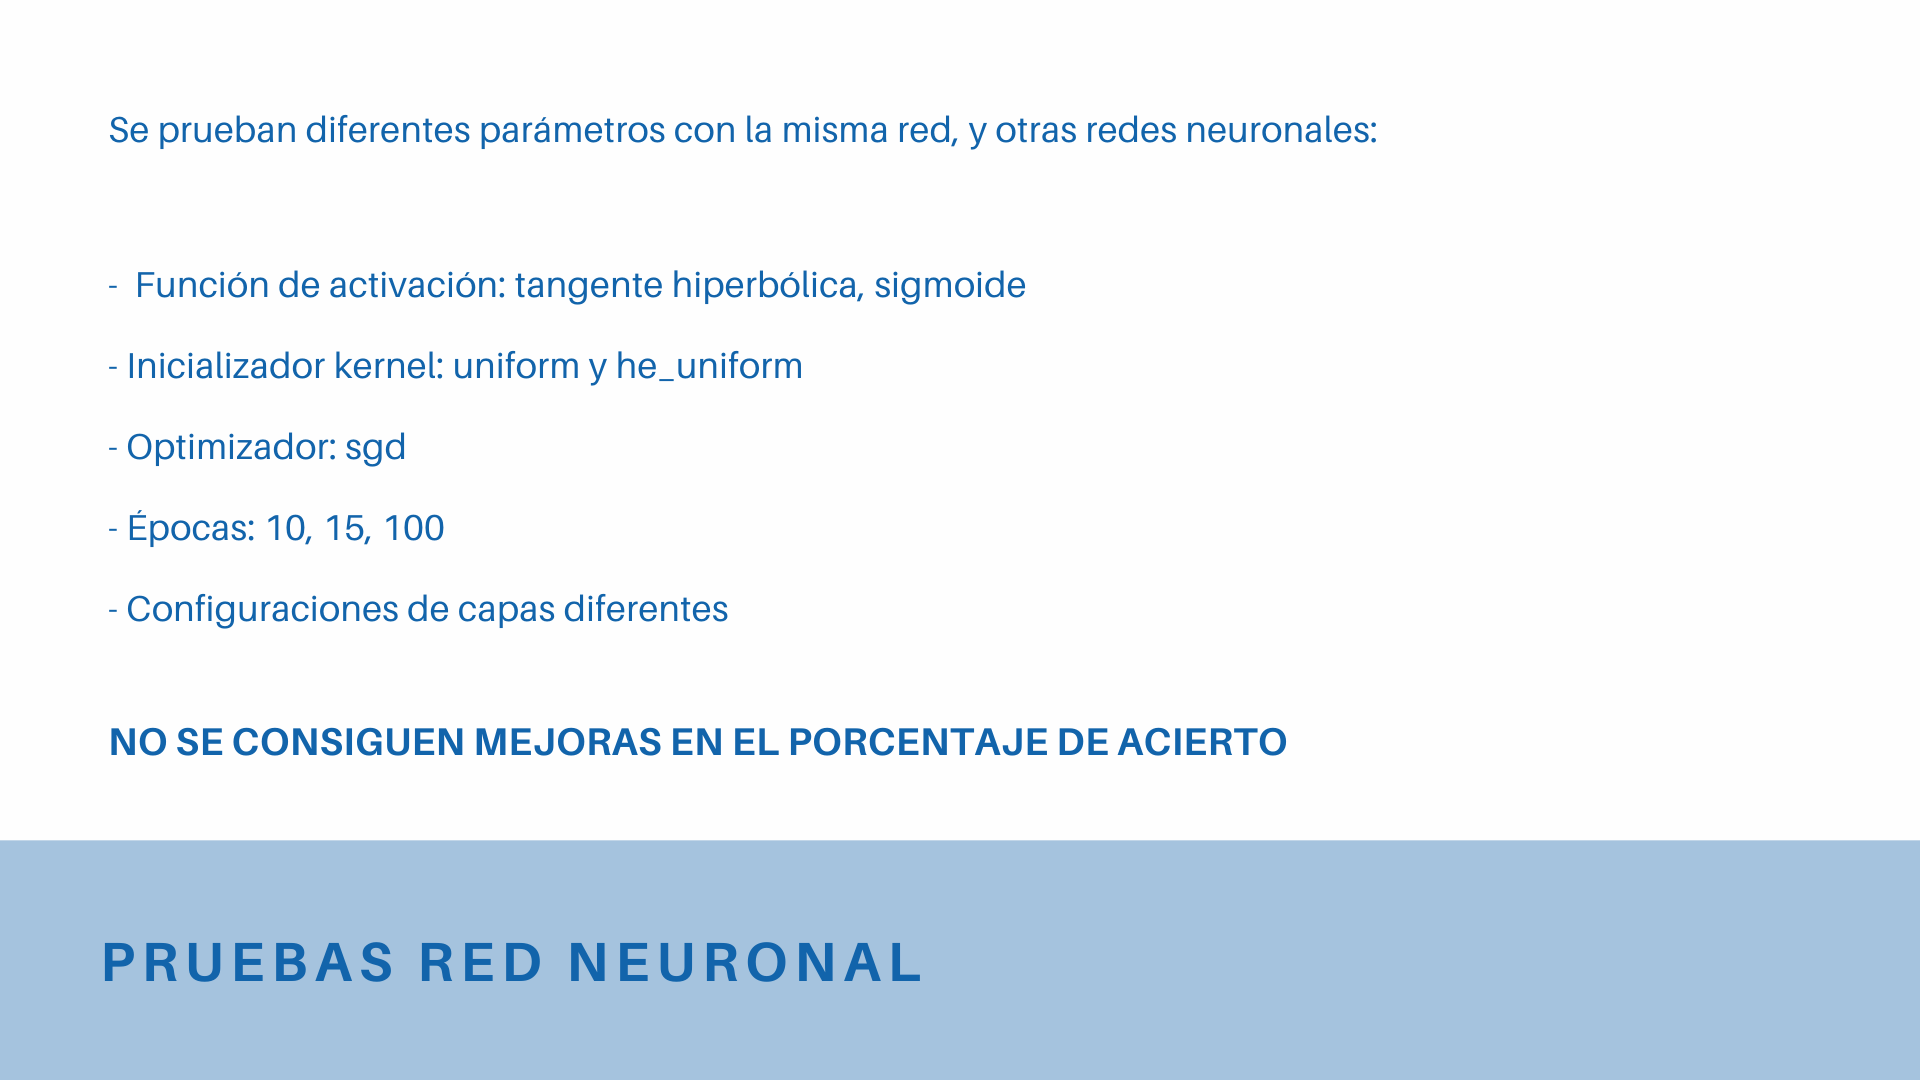 Se prueban diferentes parámetros con la misma red, y otras redes neuronales:
- Función de activación: tangente hiperbólica, sigmoide
- Inicializador kernel: uniform y he_uniform
- Optimizador: sgd
- Épocas: 10, 15, 100
- Configuraciones de capas diferentes
NO SE CONSIGUEN MEJORAS EN EL PORCENTAJE DE ACIERTO
PRUEBAS RED NEURONAL